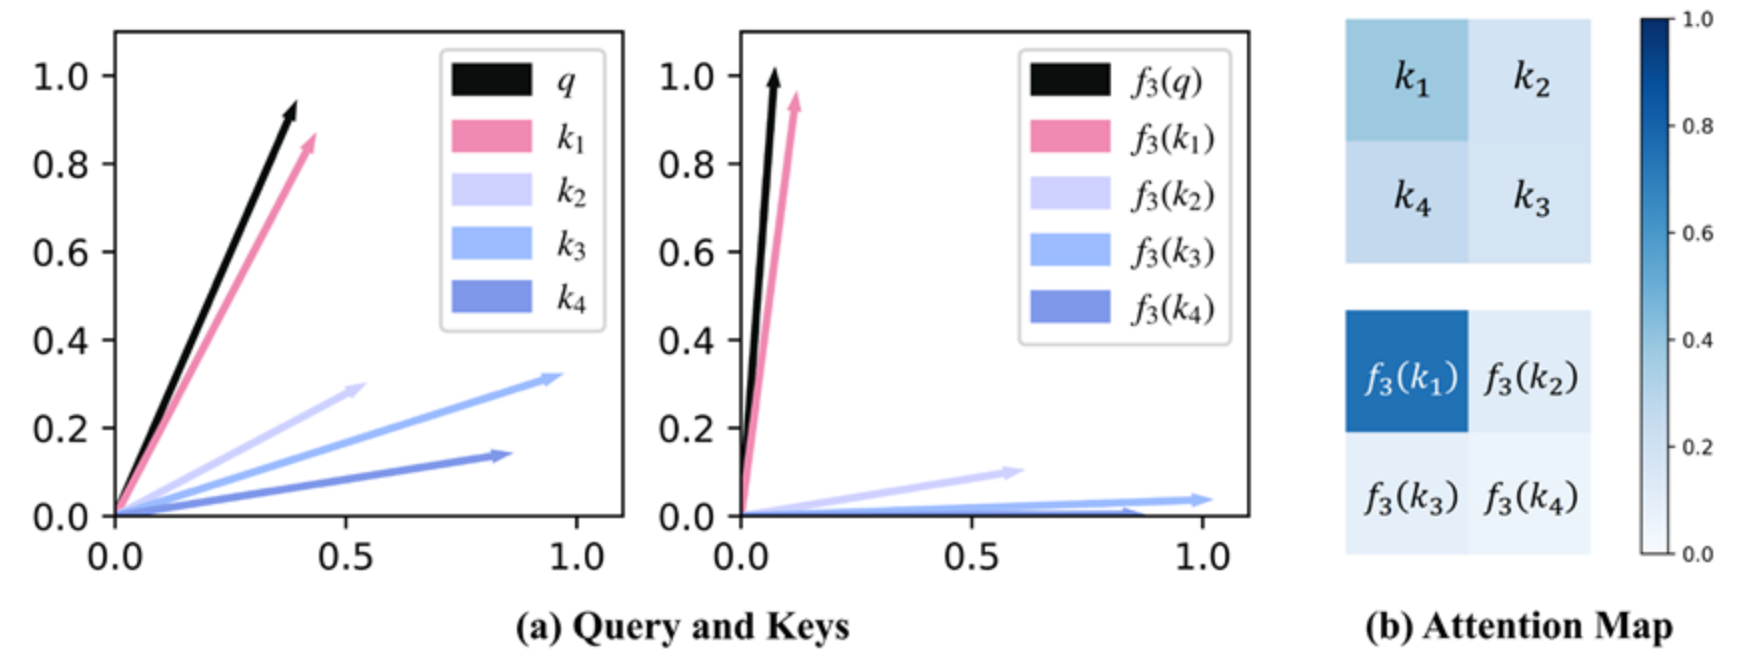 1.0
0.8
0.6
0.4
0.2
0.0
0.0 0.5 1.0
q
k1
k2
k3
k4
1.0
0.8
0.6
0.4
0.2
0.0
0.0 0.5 1.0
f3(q)
f3(k1)
f3(k2)
f3(k3)
f3(k4)
(a) Query and Keys
k1 k2
k4 k3
f3(k1) f3(k2)
f3(k3) f3(k4)
1.0
0.8
0.6
0.4
0.2
0.0
(b) Attention Map